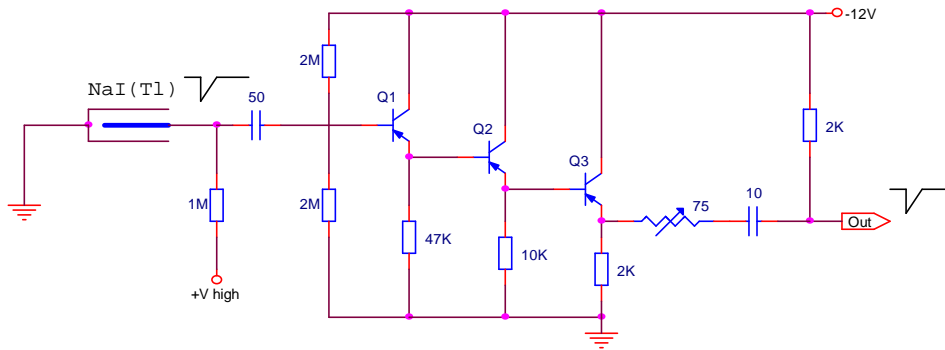 -12V
2M
NaI(Tl)
50
Q1
Q2
2K
Q3
1M
2M
75
10
Out
47K
10K
2K
+V high